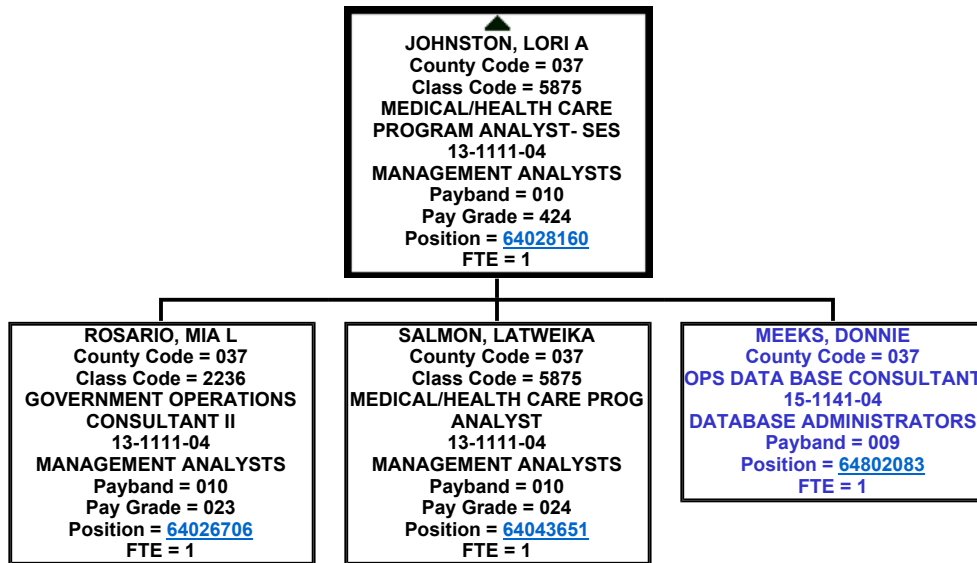 JOHNSTON, LORI A
County Code = 037
Class Code = 5875
MEDICAL/HEALTH CARE
PROGRAM ANALYST- SES
13-1111-04
MANAGEMENT ANALYSTS
Payband = 010
Pay Grade = 424
Position = 64028160
FTE = 1
ROSARIO, MIA L
County Code = 037
Class Code = 2236
GOVERNMENT OPERATIONS
CONSULTANT II
13-1111-04
MANAGEMENT ANALYSTS
Payband = 010
Pay Grade = 023
Position = 64026706
FTE = 1
SALMON, LATWEIKA
County Code = 037
Class Code = 5875
MEDICAL/HEALTH CARE PROG
ANALYST
13-1111-04
MANAGEMENT ANALYSTS
Payband = 010
Pay Grade = 024
Position = 64043651
FTE = 1
MEEKS, DONNIE
County Code = 037
OPS DATA BASE CONSULTANT
15-1141-04
DATABASE ADMINISTRATORS
Payband = 009
Position = 64802083
FTE = 1